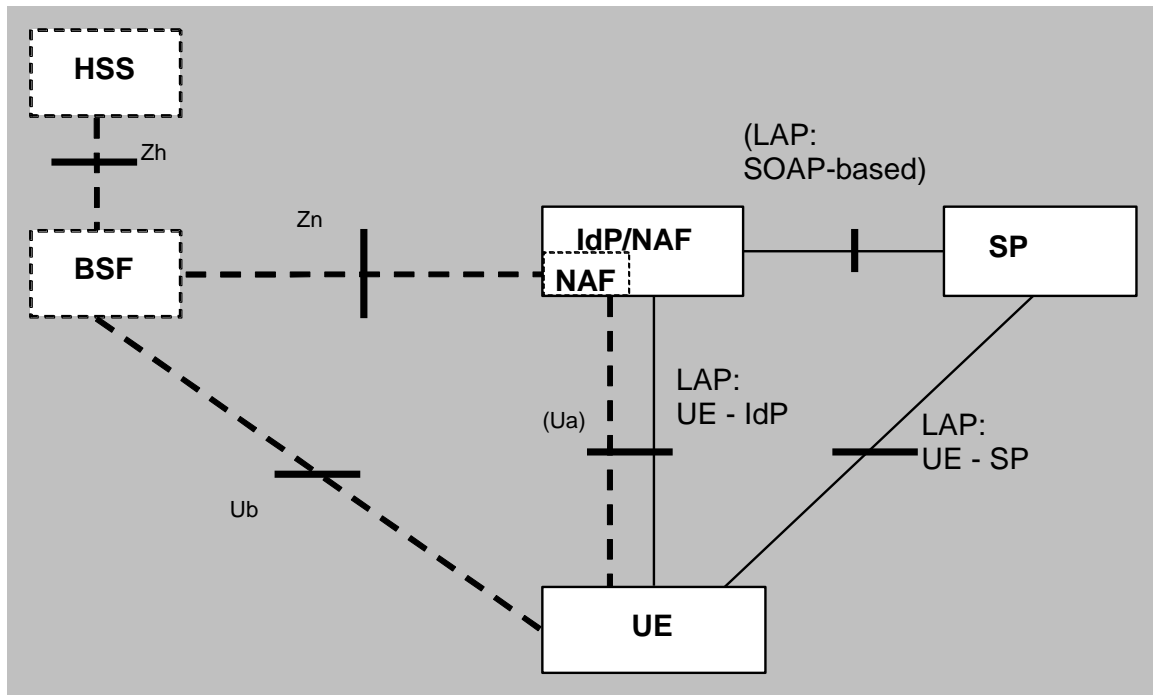 HSS
Zh
(LAP:
SOAP-based)
Zn
IdP/NAF
SP
BSF
NAF
LAP:
UE - IdP
(Ua)
LAP:
UE - SP
Ub
UE